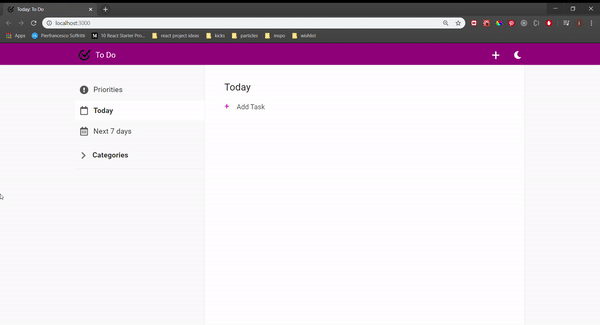 Today: To Do
localhost:3000
Apps Pierfrancesco Soffritti 10 React Starter Pro... react project ideas kicks particles inspo wishlist
To Do
Priorities
Today
Next 7 days
Categories
Today
+ Add Task